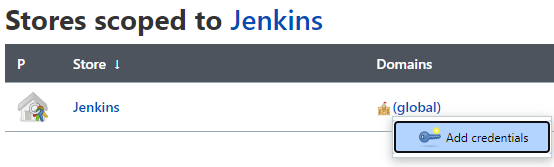 Stores scoped to Jenkins
P Store ↓ Domains
Jenkins (global)
Add credentials